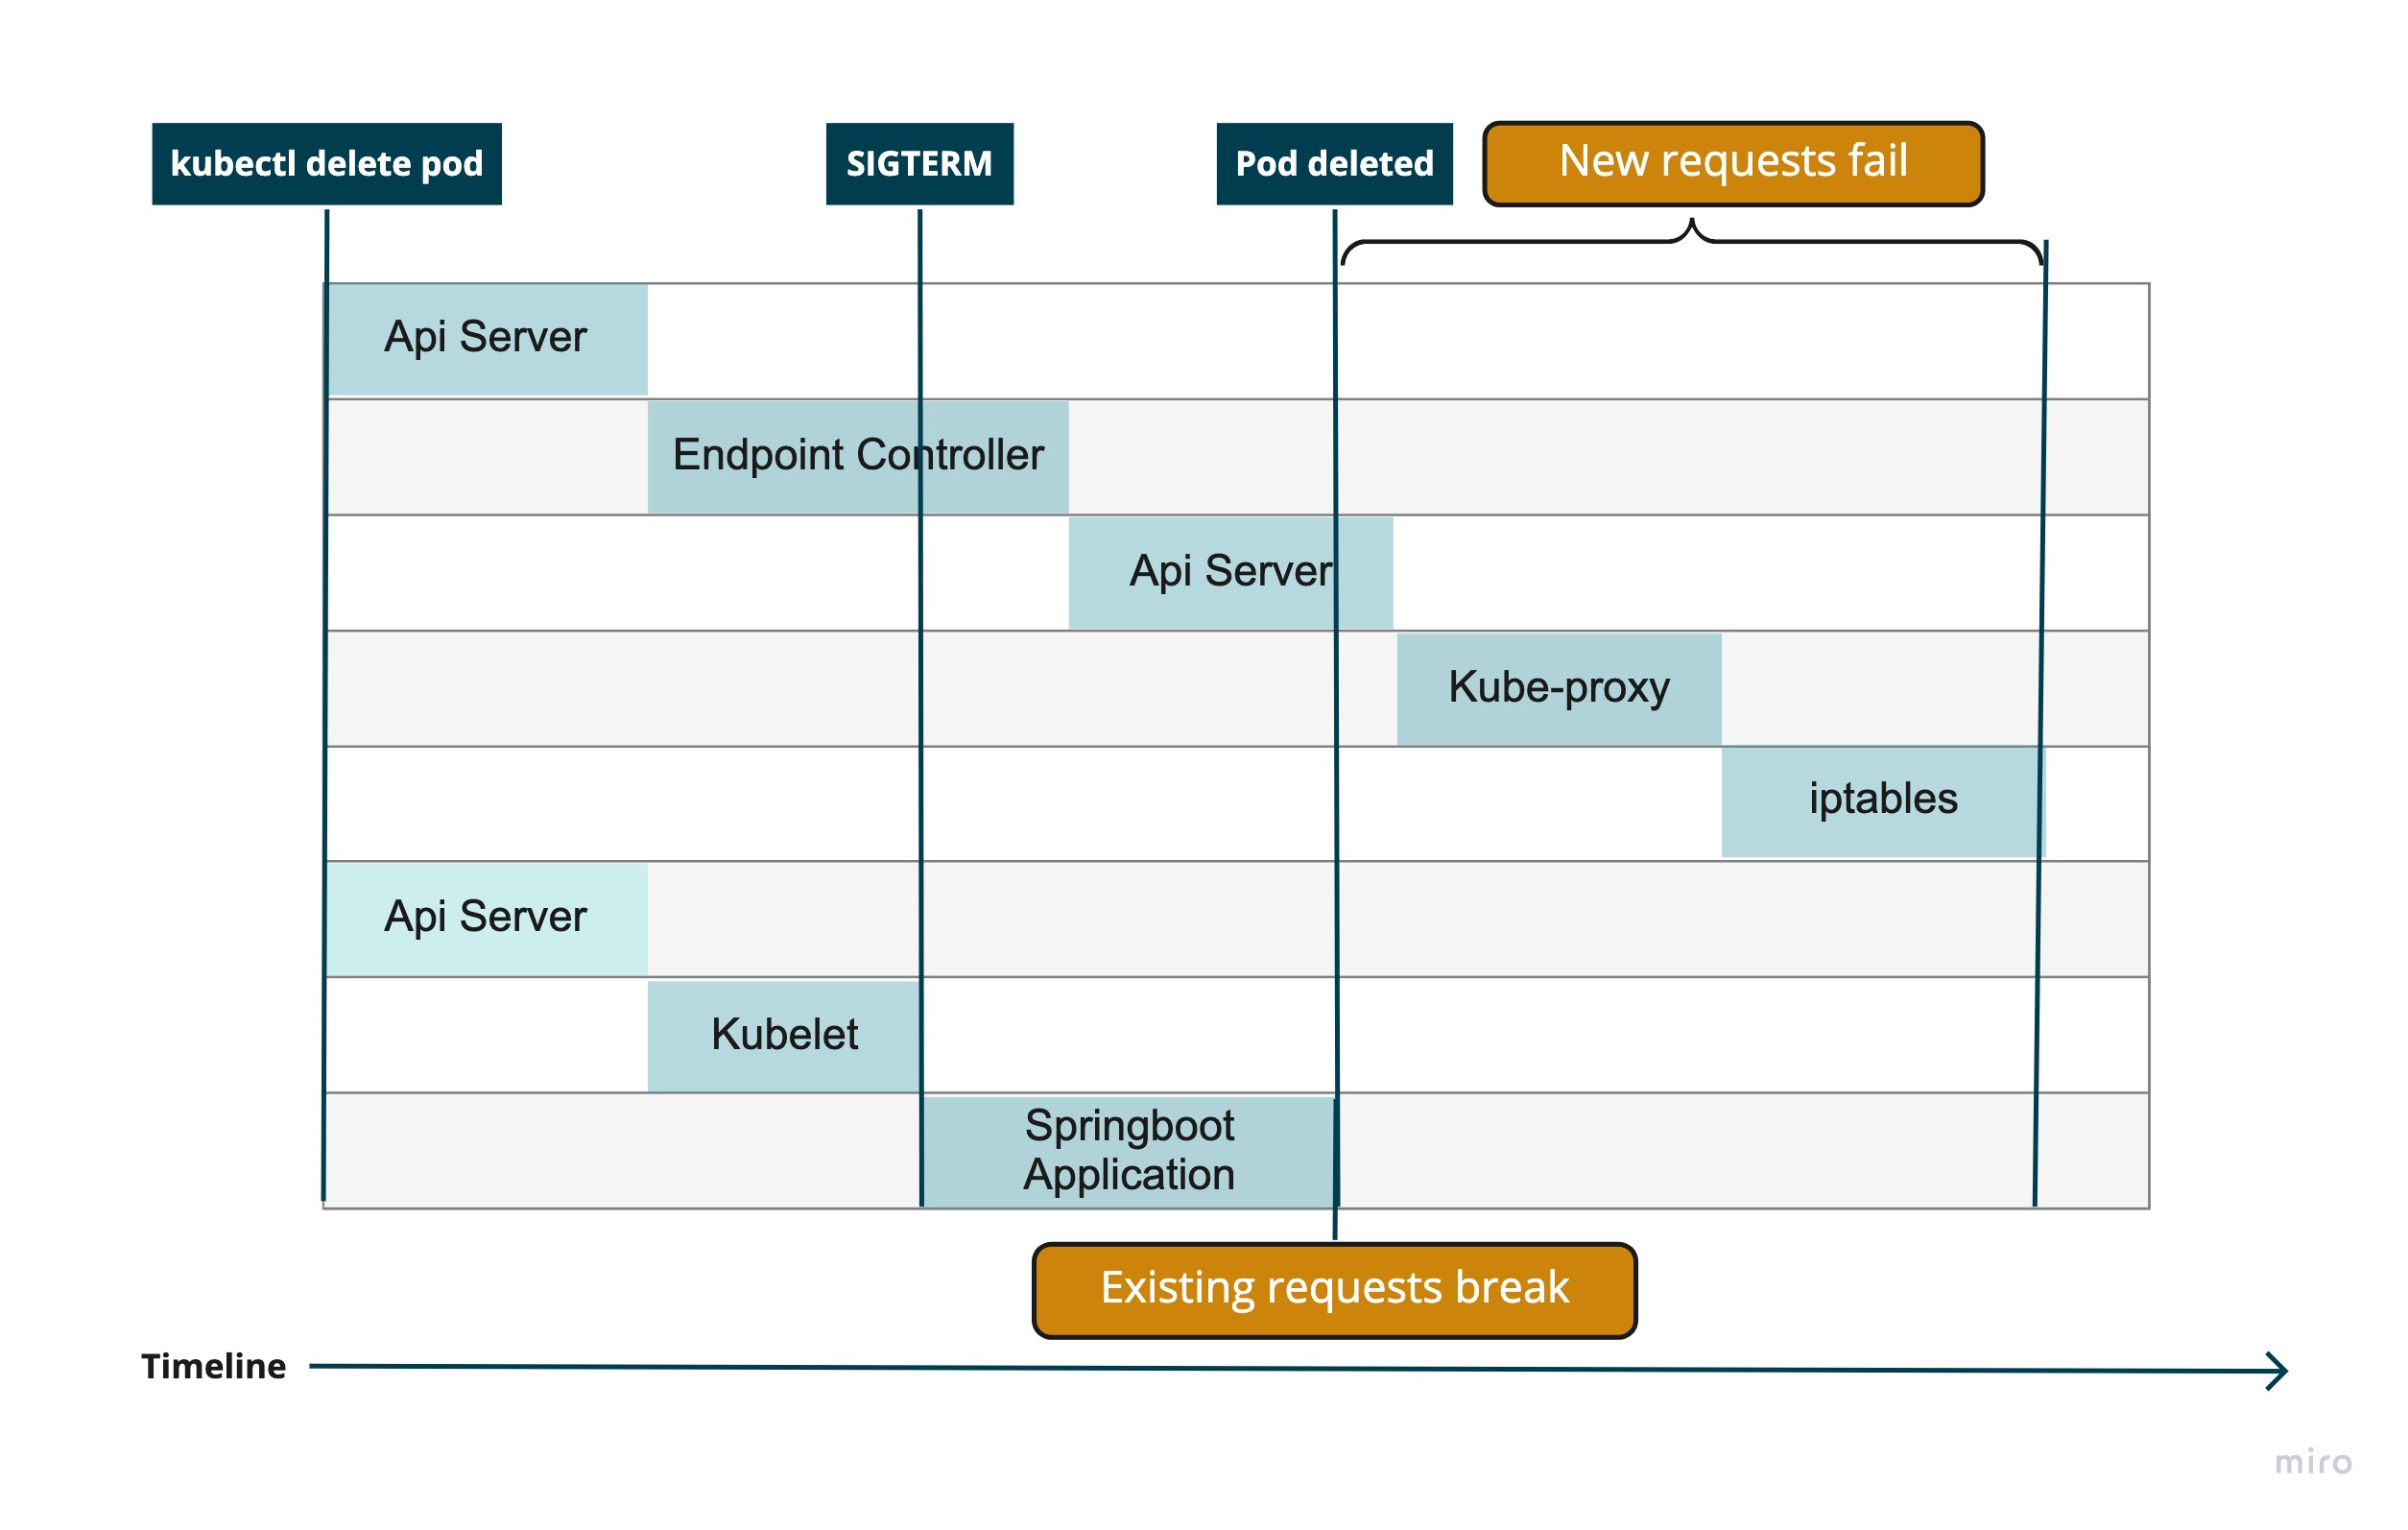 kubectl delete pod
SIGTERM
Pod deleted
New requests fail
Api Server
Endpoint Controller
Api Server
Kube-proxy
iptables
Api Server
Kubelet
Springboot
Application
Existing requests break
Timeline
miro